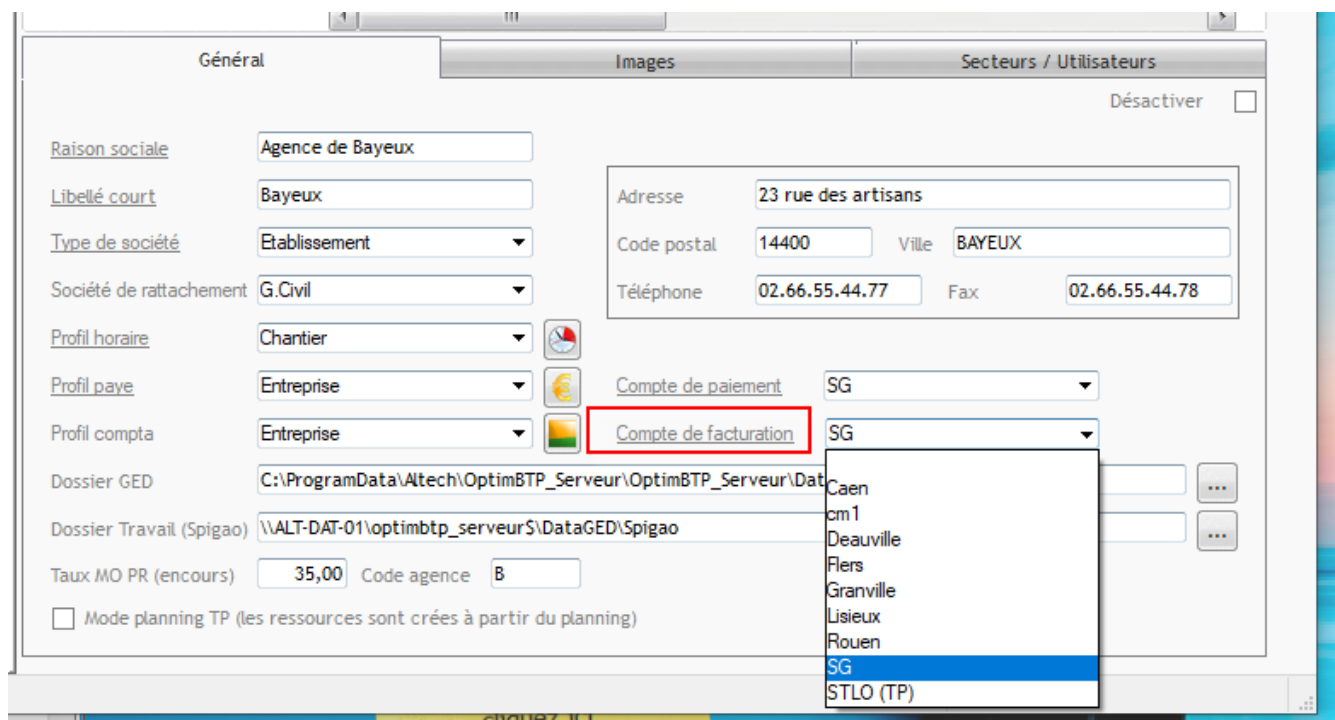 Général Images Secteurs / Utilisateurs
Désactiver
Raison sociale Agence de Bayeux
Libellé court Bayeux
Adresse 23 rue des artisans
Type de société Etablissement
Code postal 14400 Ville BAYEUX
Société de rattachement G.Civil
Téléphone 02.66.55.44.77 Fax 02.66.55.44.78
Profil horaire Chantier
Profil paye Entreprise Compte de paiement SG
Profil compta Entreprise Compte de facturation SG
Dossier GED C:\ProgramData\Altech\OptimBTP_Serveur\OptimBTP_Serveur\Dat
...
Dossier Travail (Spigao) \\ALT-DAT-01\optimbtp_serveur$\DataGED\Spigao
...
Taux MO PR (encours) 35,00 Code agence B
Mode planning TP (les ressources sont crées à partir du planning)
Caen
cm1
Deauville
Flers
Granville
Lisieux
Rouen
SG
STLO (TP)